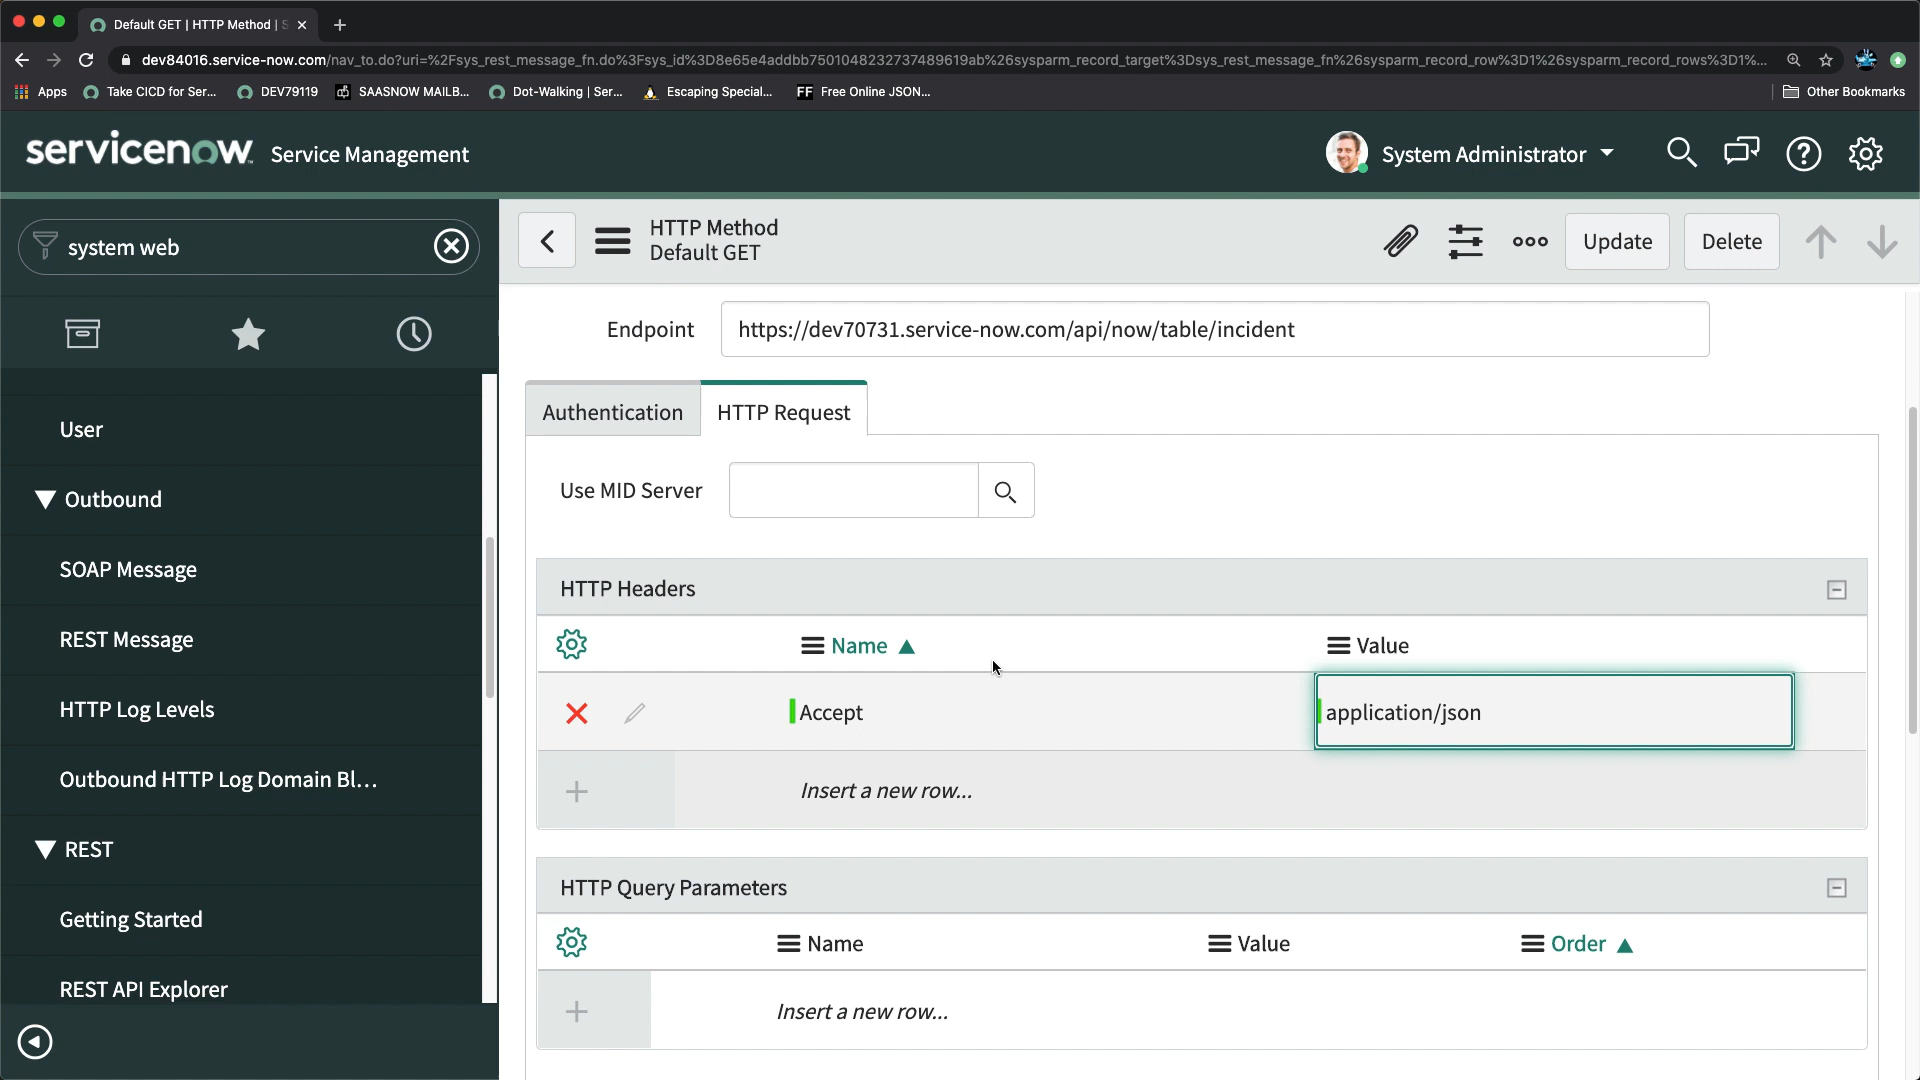 Default GET | HTTP Method | S
dev84016.service-now.com/nav_to.do?uri=%2Fsys_rest_message_fn.do%3Fsys_id%3D8e65e4addbb7501048232737489619ab%26sysparm_record_target%3Dsys_rest_message_fn%26sysparm_record_row%3D1%26sysparm_record_rows%3D1%...
Apps
Take CICD for Ser...
DEV79119
SAASNOW MAILB...
Dot-Walking | Ser...
Escaping Special...
FF Free Online JSON...
Other Bookmarks
servicenow Service Management
System Administrator
system web
HTTP Method
Default GET
Update
Delete
Endpoint
https://dev70731.service-now.com/api/now/table/incident
Authentication
HTTP Request
User
Use MID Server
Outbound
SOAP Message
REST Message
HTTP Log Levels
Outbound HTTP Log Domain Bl...
REST
Getting Started
REST API Explorer
HTTP Headers
Name
Value
Accept
application/json
Insert a new row...
HTTP Query Parameters
Name
Value
Order
Insert a new row...